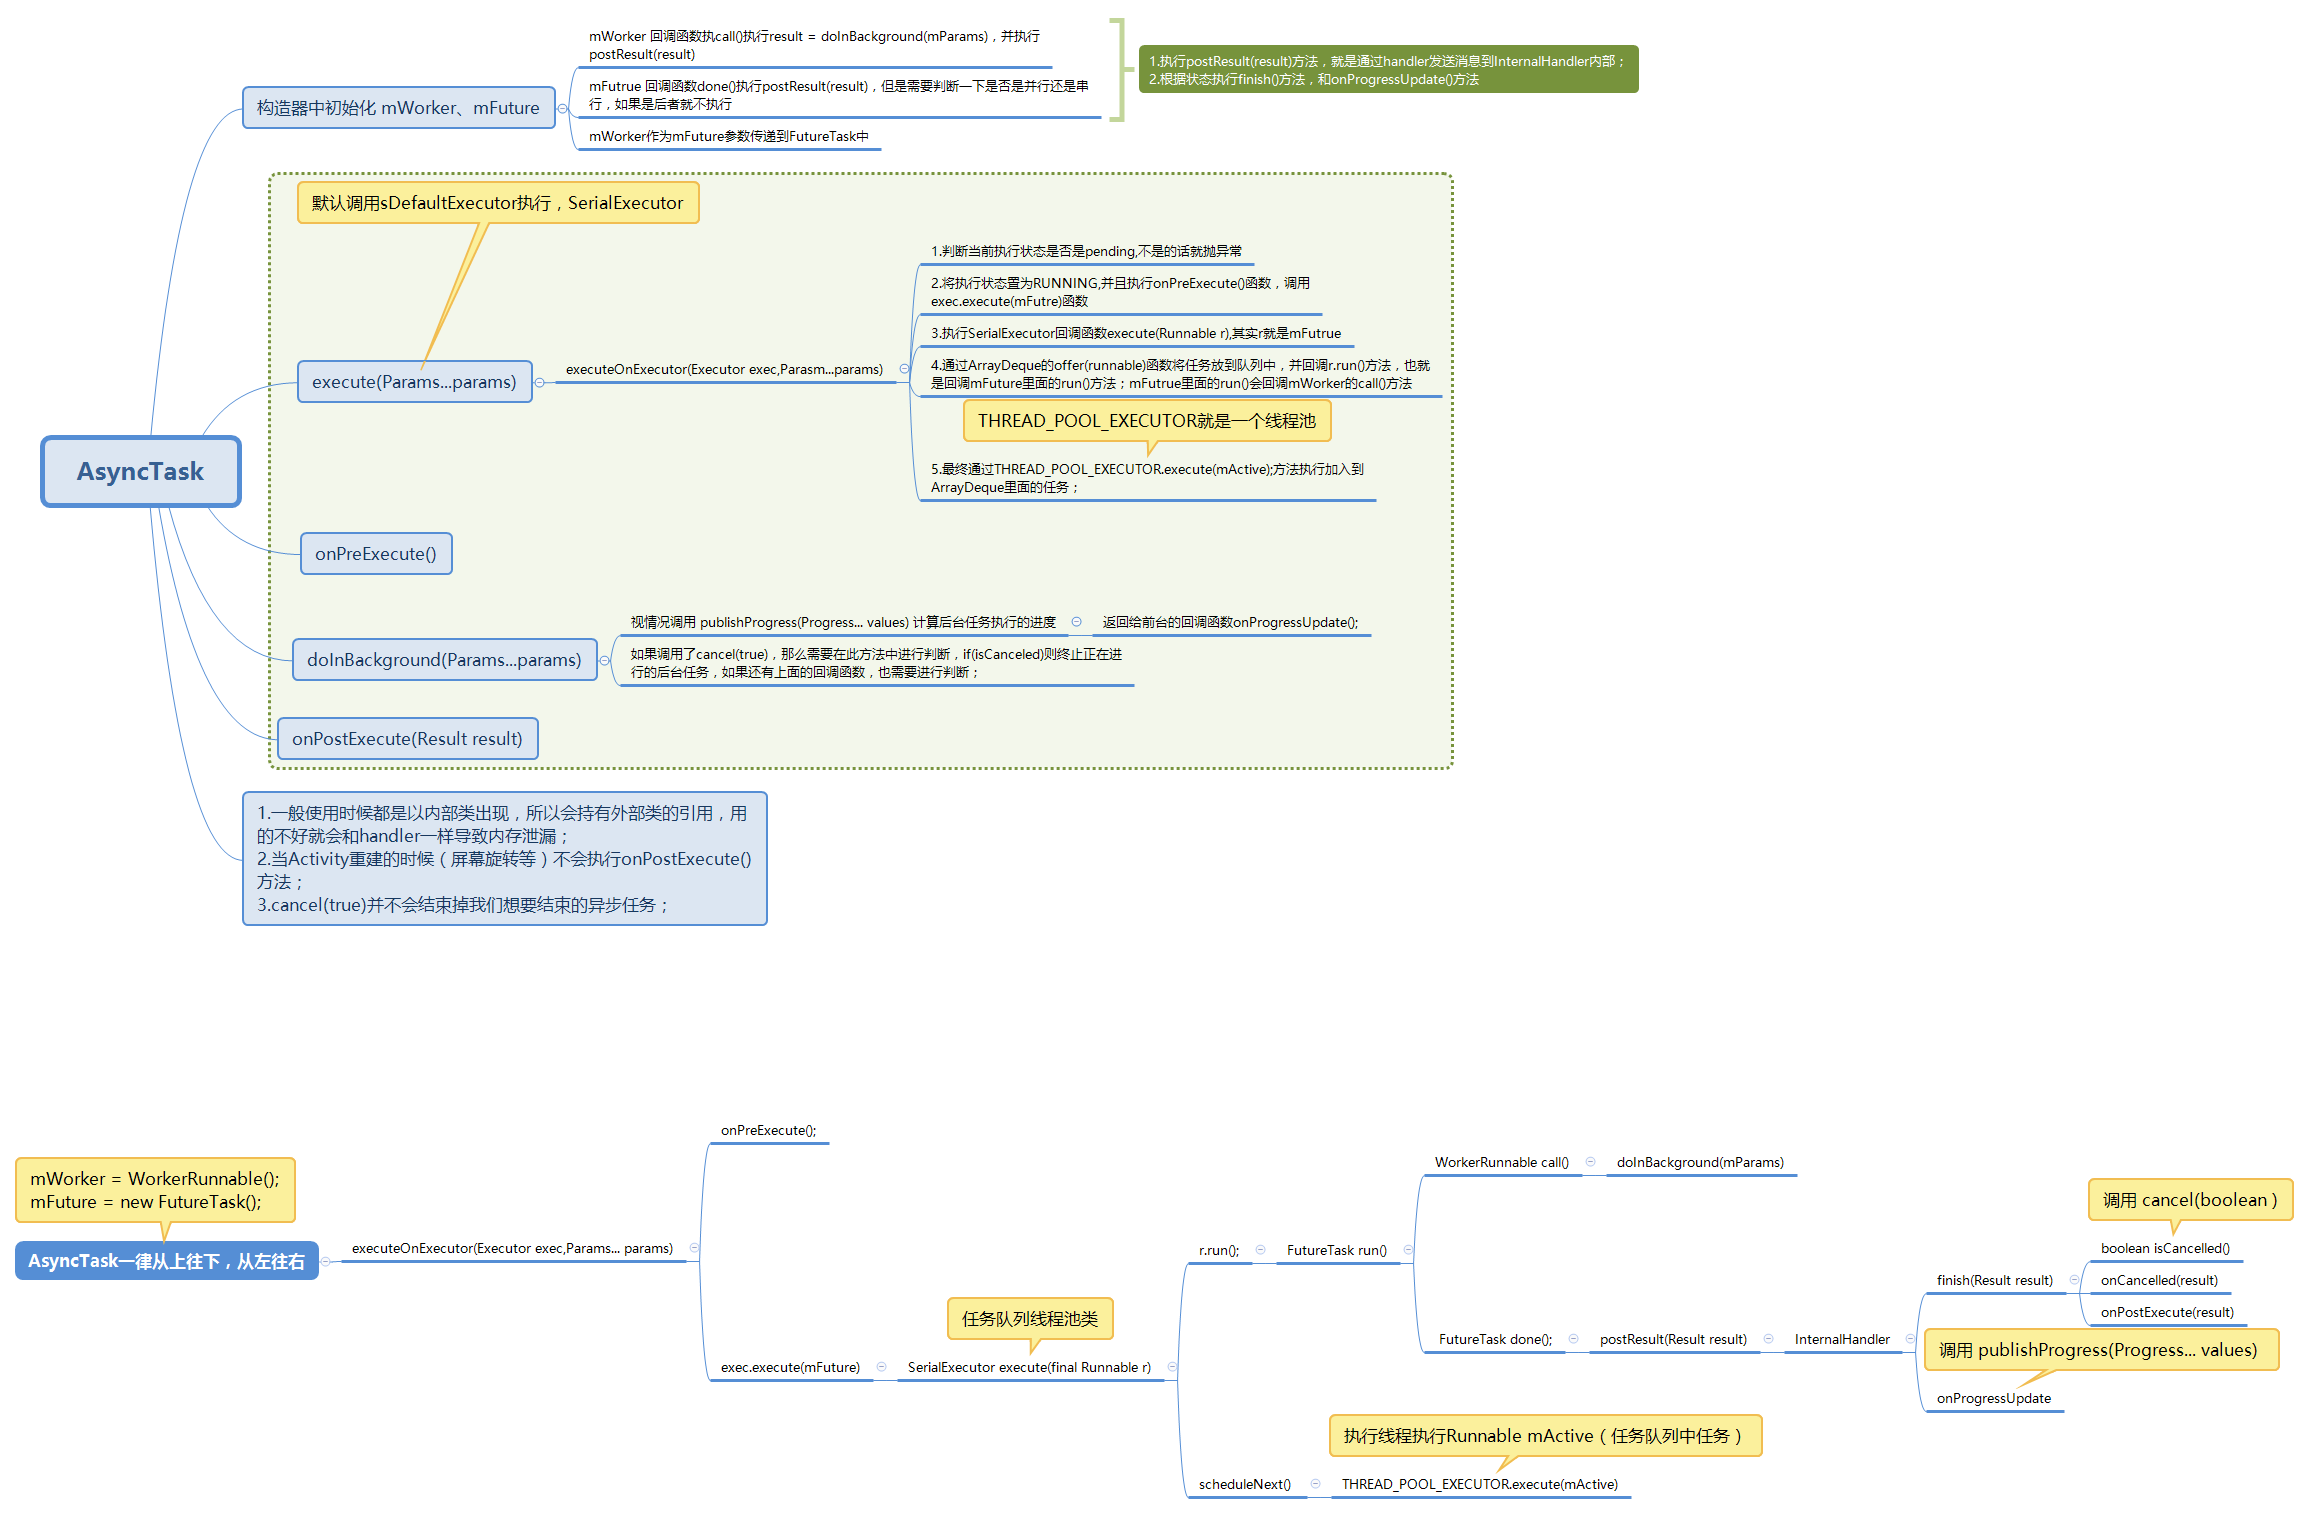 mWorker 回调函数执call()执行result = doInBackground(mParams)，并执行
postResult(result)
1.执行postResult(result)方法，就是通过handler发送消息到InternalHandler内部；
2.根据状态执行finish()方法，和onProgressUpdate()方法
mFutrue 回调函数done()执行postResult(result)，但是需要判断一下是否是并行还是串
行，如果是后者就不执行
构造器中初始化 mWorker、mFuture
mWorker作为mFuture参数传递到FutureTask中
默认调用sDefaultExecutor执行，SerialExecutor
1.判断当前执行状态是否是pending,不是的话就抛异常
2.将执行状态置为RUNNING,并且执行onPreExecute()函数，调用
exec.execute(mFutre)函数
3.执行SerialExecutor回调函数execute(Runnable r),其实r就是mFutrue
execute(Params...params)
executeOnExecutor(Executor exec,Parasm...params)
4.通过ArrayDeque的offer(runnable)函数将任务放到队列中，并回调r.run()方法，也就
是回调mFuture里面的run()方法；mFutrue里面的run()会回调mWorker的call()方法
THREAD_POOL_EXECUTOR就是一个线程池
5.最终通过THREAD_POOL_EXECUTOR.execute(mActive);方法执行加入到
ArrayDeque里面的任务；
AsyncTask
onPreExecute()
视情况调用 publishProgress(Progress... values) 计算后台任务执行的进度
返回给前台的回调函数onProgressUpdate();
doInBackground(Params...params)
如果调用了cancel(true)，那么需要在此方法中进行判断，if(isCanceled)则终止正在进
行的后台任务，如果还有上面的回调函数，也需要进行判断；
onPostExecute(Result result)
1.一般使用时候都是以内部类出现，所以会持有外部类的引用，用
的不好就会和handler一样导致内存泄漏；
2.当Activity重建的时候（屏幕旋转等）不会执行onPostExecute()
方法；
3.cancel(true)并不会结束掉我们想要结束的异步任务；
mWorker = WorkerRunnable();
mFuture = new FutureTask();
AsyncTask一律从上往下，从左往右
executeOnExecutor(Executor exec,Params... params)
onPreExecute();
exec.execute(mFuture)
任务队列线程池类
SerialExecutor execute(final Runnable r)
r.run();
FutureTask run()
WorkerRunnable call()
doInBackground(mParams)
FutureTask done();
postResult(Result result)
InternalHandler
finish(Result result)
调用 cancel(boolean )
boolean isCancelled()
onCancelled(result)
onPostExecute(result)
调用 publishProgress(Progress... values)
onProgressUpdate
scheduleNext()
执行线程执行Runnable mActive（任务队列中任务）
THREAD_POOL_EXECUTOR.execute(mActive)